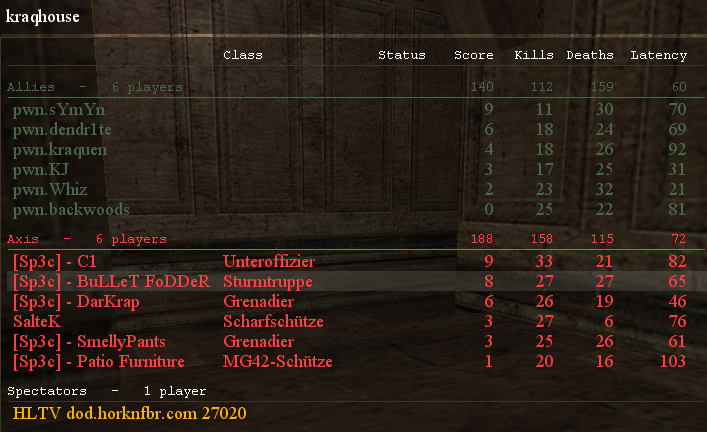 kraqhouse
Class Status Score Kills Deaths Latency
Allies - 6 players 140 112 159 60
pwn.sYmYn 9 11 30 70
pwn.dendr1te 6 18 24 69
pwn.kraquen 4 18 26 92
pwn.KJ 3 17 25 31
pwn.Whiz 2 23 32 21
pwn.backwoods 0 25 22 81
Axis - 6 players 188 158 115 72
[Sp3c] - C1 Unteroffizier 9 33 21 82
[Sp3c] - BuLLeT FoDDeR Sturmtruppe 8 27 27 65
[Sp3c] - DarKrap Grenadier 6 26 19 46
SalteK Scharfschütze 3 27 6 76
[Sp3c] - SmellyPants Grenadier 3 25 26 61
[Sp3c] - Patio Furniture MG42-Schütze 1 20 16 103
Spectators - 1 player
HLTV dod.horknfbr.com 27020